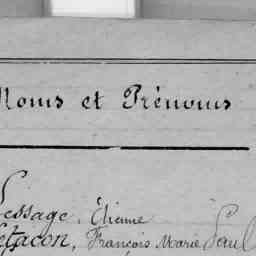 Noms et Prénoms
Lessage, Étienne
Letacon, François Marie Paul